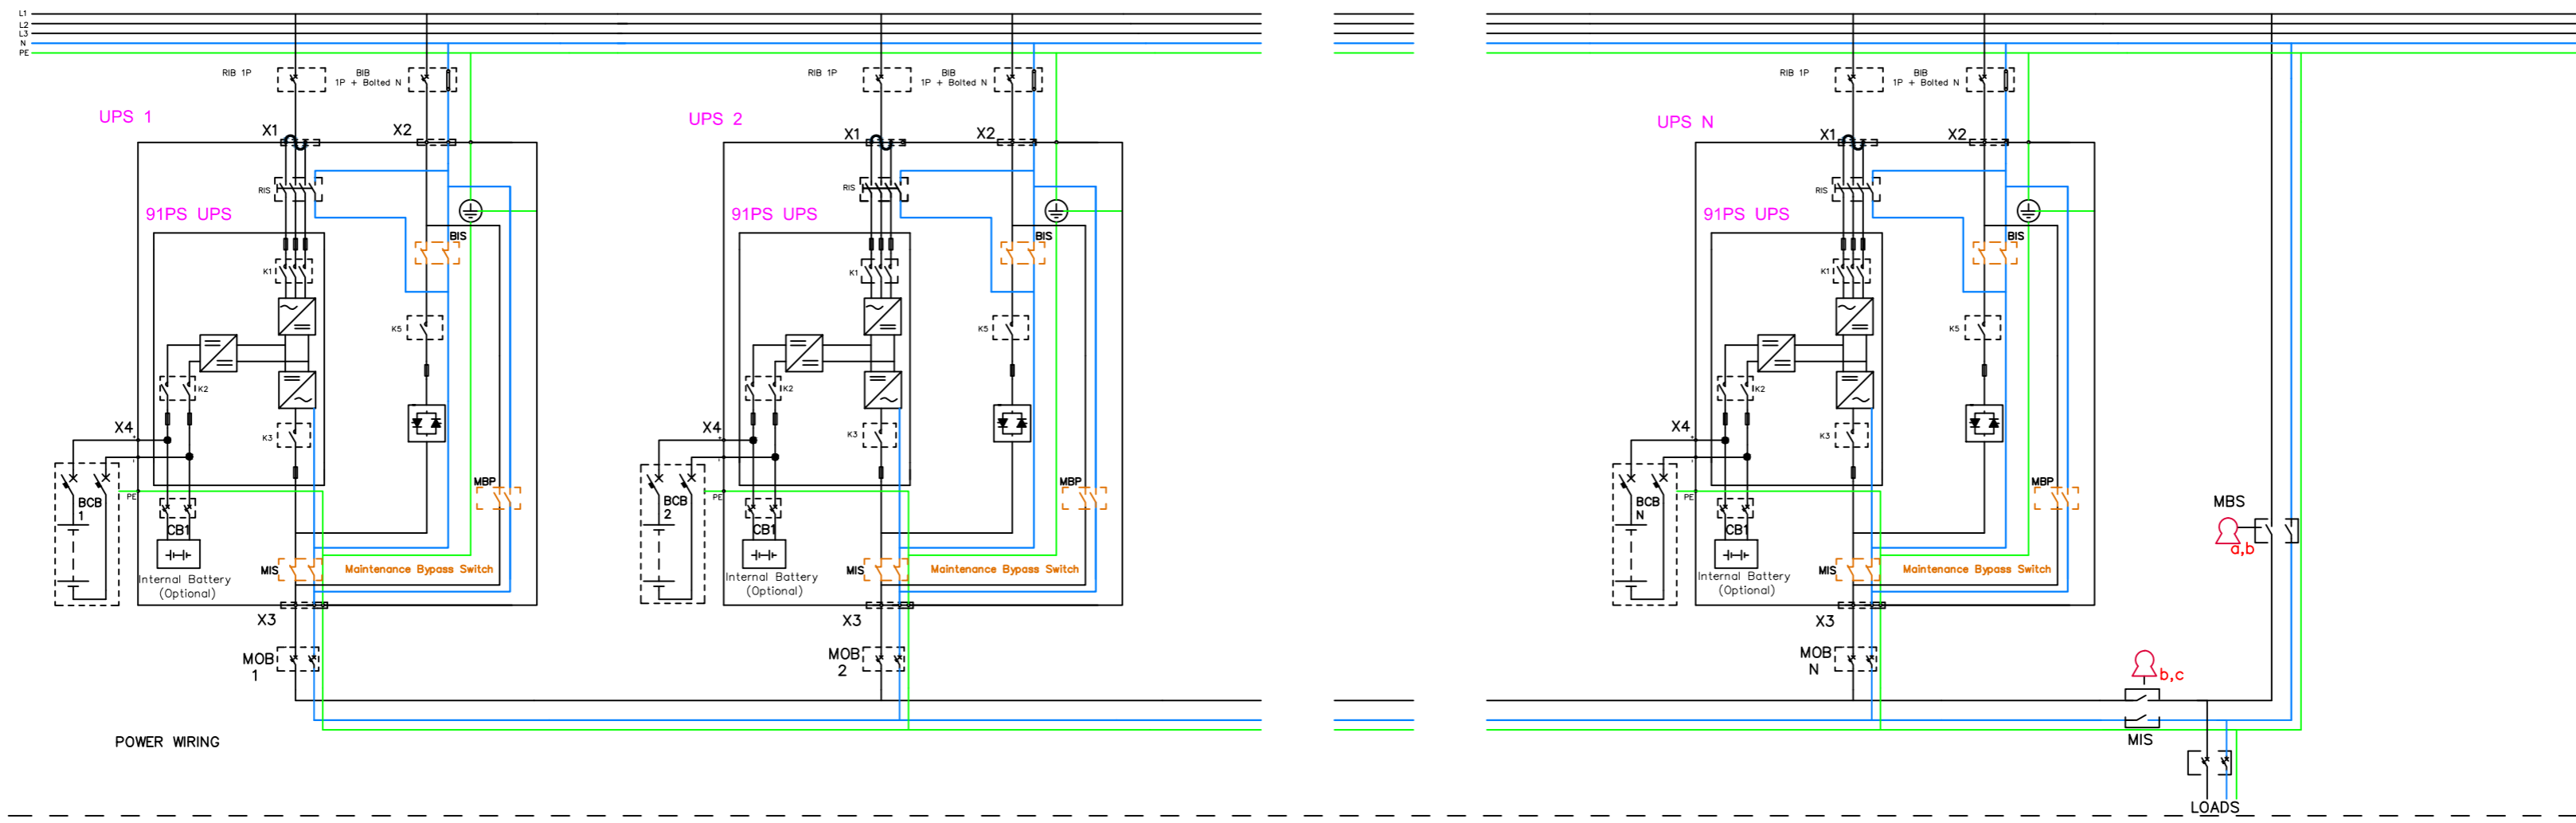 L1
L2
L3
N
PE
RIB 1P
BIB
1P + Bolted N
UPS 1
X1
X2
RIS
91PS UPS
BIS
K1
K5
K2
X4
K3
+
-
MBP
BCB
1
PE
CB1
MIS
Maintenance Bypass Switch
Internal Battery
(Optional)
X3
MOB
1
RIB 1P
BIB
1P + Bolted N
UPS 2
X1
X2
RIS
91PS UPS
BIS
K1
K5
K2
X4
K3
MBP
BCB
2
PE
CB1
MIS
Maintenance Bypass Switch
Internal Battery
(Optional)
X3
MOB
2
RIB 1P
BIB
1P + Bolted N
UPS N
X1
X2
RIS
91PS UPS
BIS
K1
K5
K2
X4
K3
MBP
BCB
N
PE
CB1
MIS
Maintenance Bypass Switch
Internal Battery
(Optional)
X3
MOB
N
MBS
a,b
b,c
MIS
LOADS
POWER WIRING